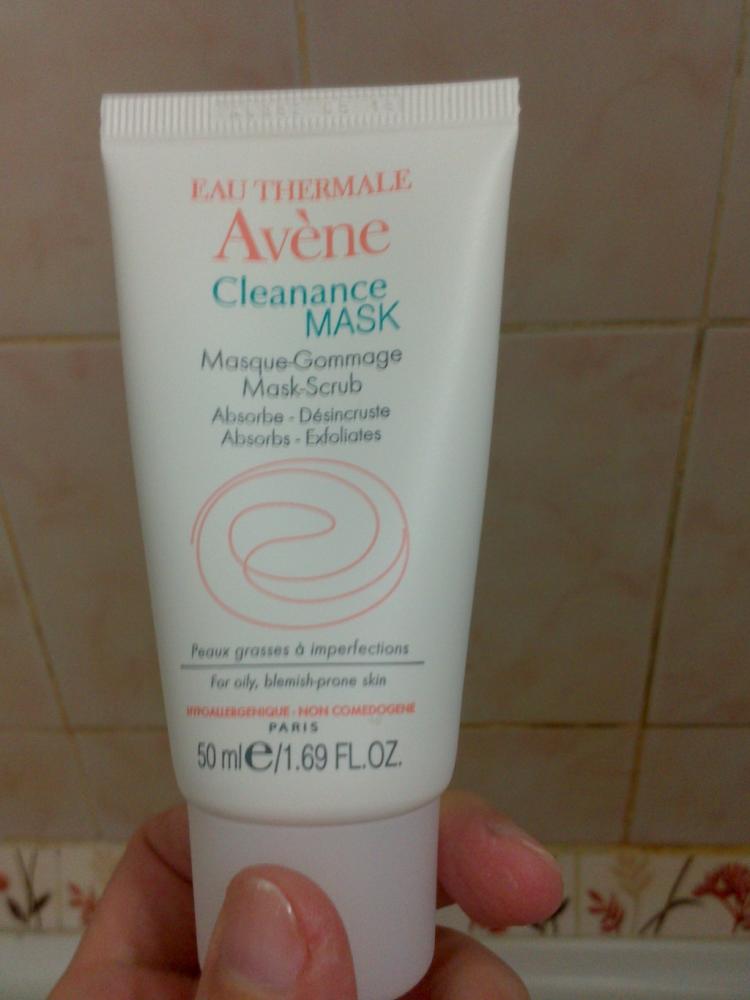 EAU THERMALE
Avène
Cleanance
MASK
Masque-Gommage
Mask-Scrub
Absorbe - Désincruste
Absorbs - Exfoliates
Peaux grasses à imperfections
For oily, blemish-prone skin
HYPOALLERGENIQUE - NON COMEDOGENE
PARIS
50 ml e/1.69 FL.OZ.